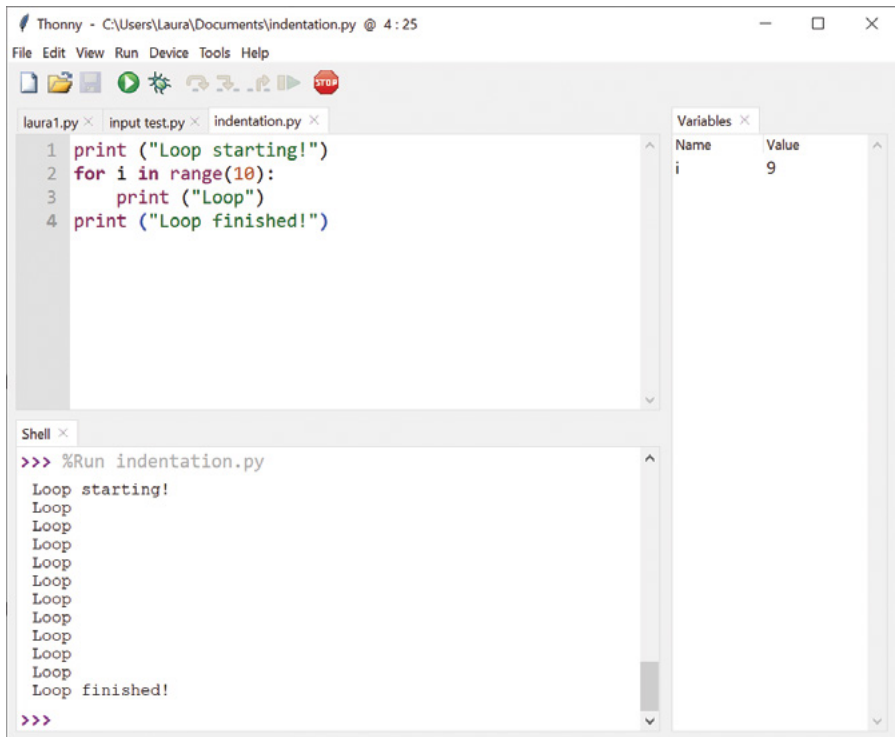 Thonny - C:\Users\Laura\Documents\indentation.py @ 4:25
File Edit View Run Device Tools Help
STOP
laura1.py input test.py indentation.py
1 print ("Loop starting!")
2 for i in range(10):
3     print ("Loop")
4 print ("Loop finished!")
Variables
Name Value
i 9
Shell
>>> %Run indentation.py
Loop starting!
Loop
Loop
Loop
Loop
Loop
Loop
Loop
Loop
Loop
Loop
Loop finished!
>>>